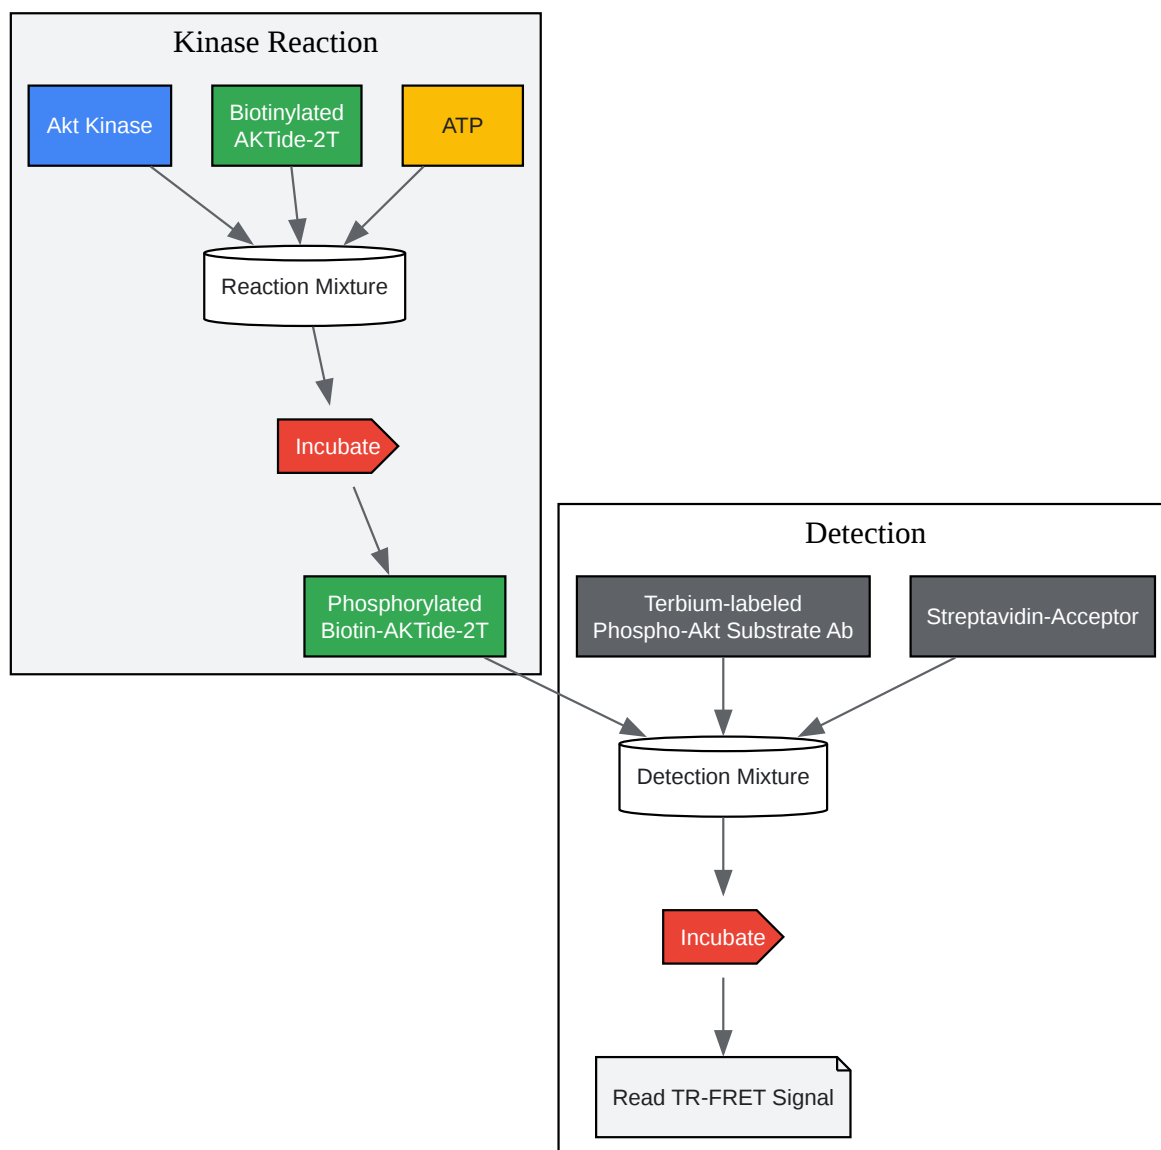 Kinase Reaction
Akt Kinase
Biotinylated
AKTide-2T
ATP
Reaction Mixture
Incubate
Phosphorylated
Biotin-AKTide-2T
Detection
Terbium-labeled
Phospho-Akt Substrate Ab
Streptavidin-Acceptor
Detection Mixture
Incubate
Read TR-FRET Signal